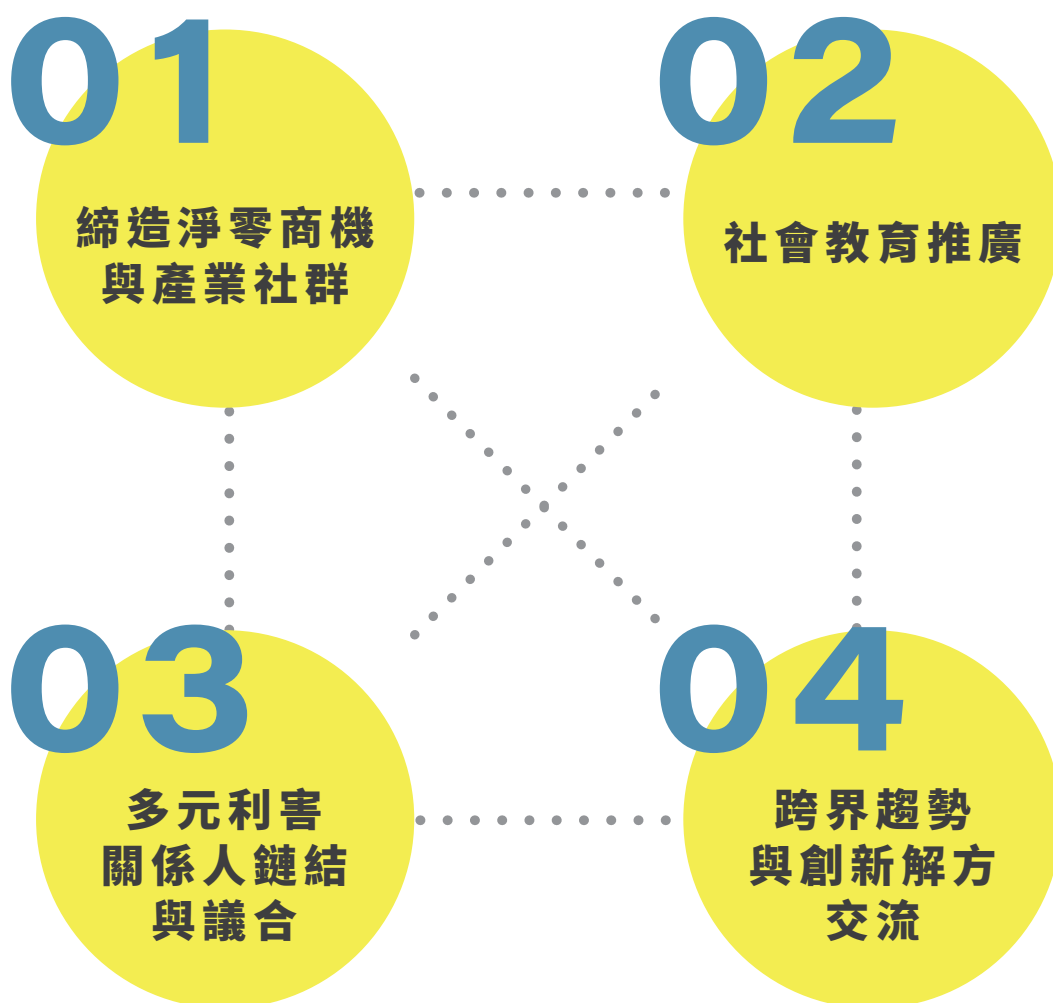 01
締造淨零商機
與產業社群
02
社會教育推廣
03
多元利害
關係人鏈結
與議合
04
跨界趨勢
與創新解方
交流